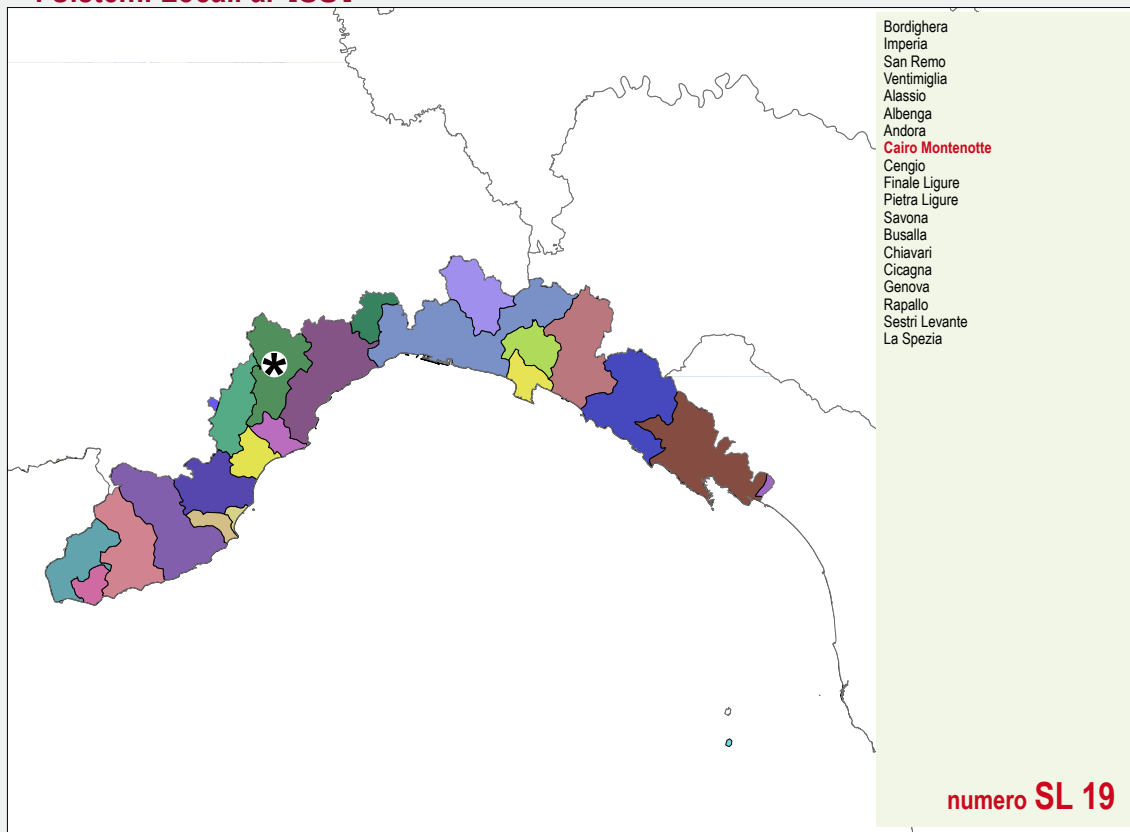 Bordighera
Imperia
San Remo
Ventimiglia
Alassio
Albenga
Andora
Cairo Montenotte
Cengio
Finale Ligure
Pietra Ligure
Savona
Busalla
Chiavari
Cicagna
Genova
Rapallo
Sestri Levante
La Spezia
numero SL 19